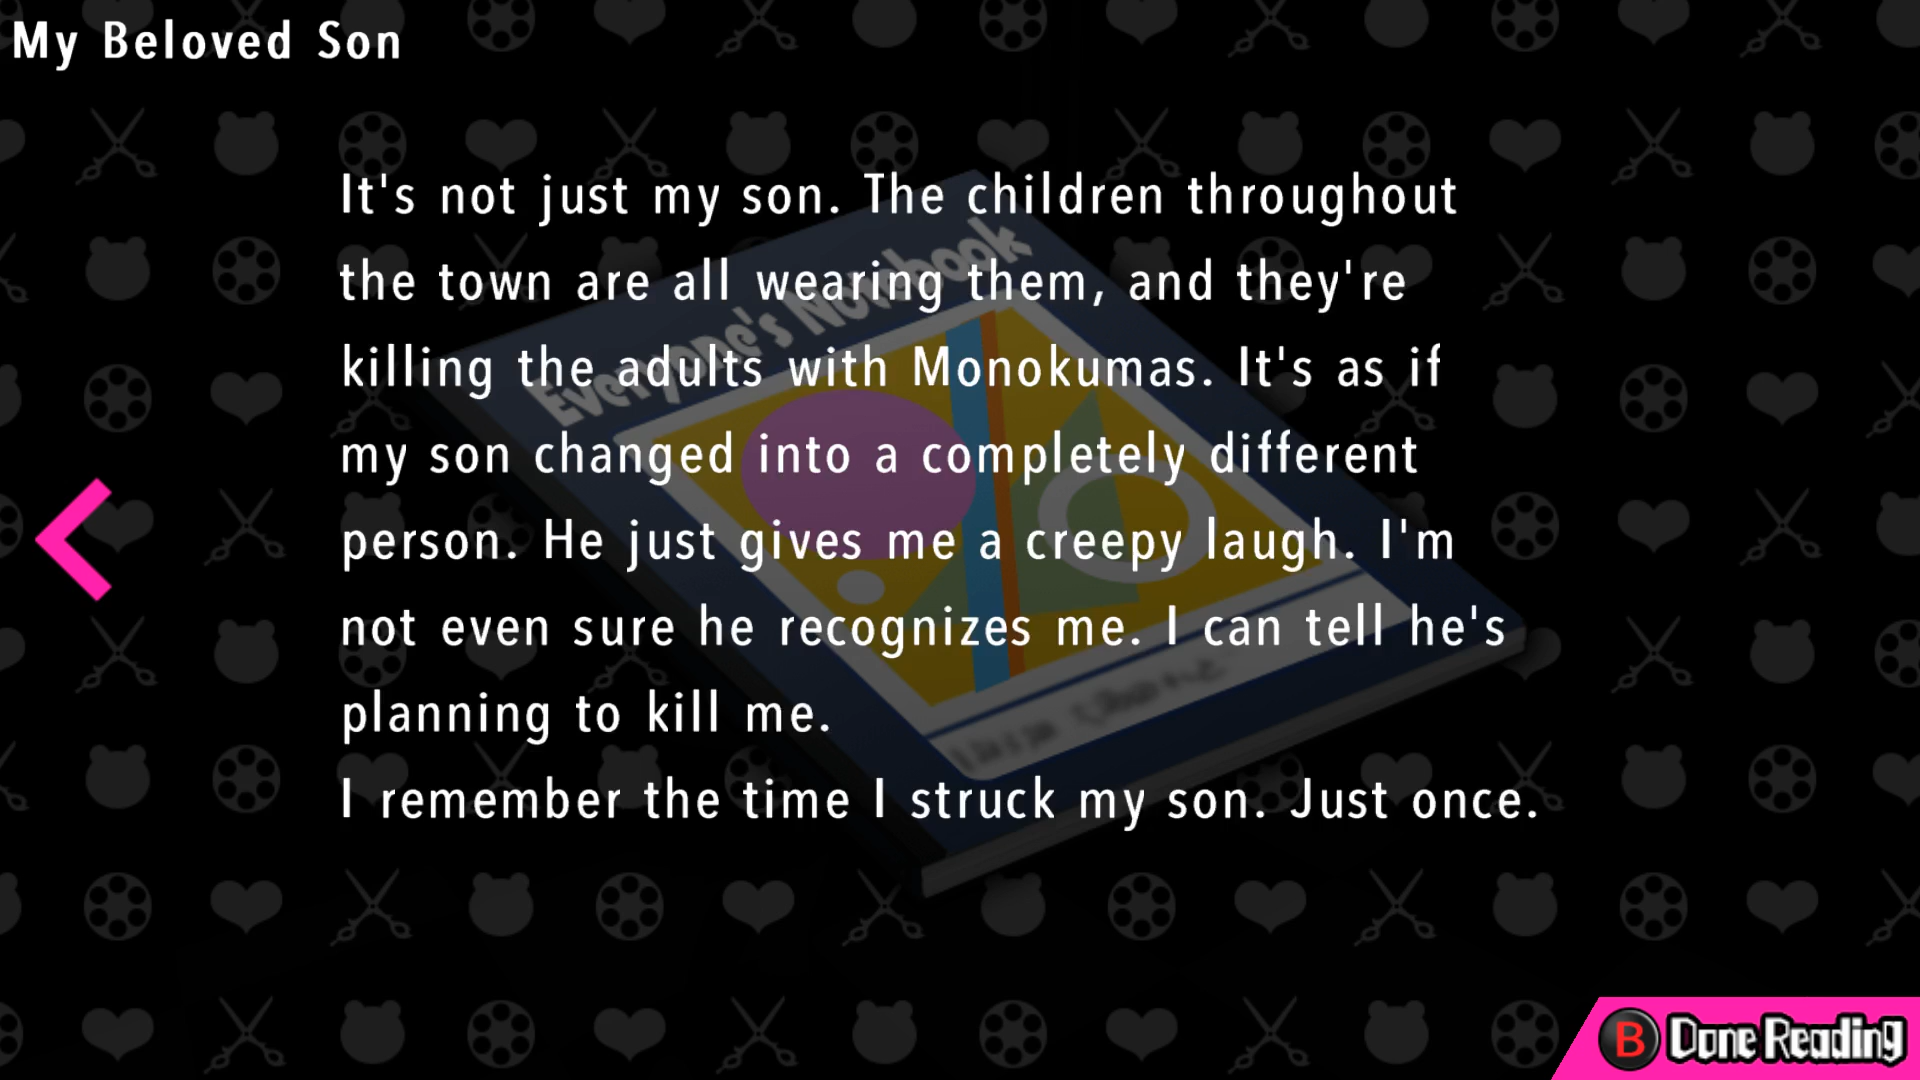 My Beloved Son
It's not just my son. The children throughout
the town are all wearing them, and they're
killing the adults with Monokumas. It's as if
my son changed into a completely different
person. He just gives me a creepy laugh. I'm
not even sure he recognizes me. I can tell he's
planning to kill me.
I remember the time I struck my son. Just once.
Everyone's Notebook
B Done Reading